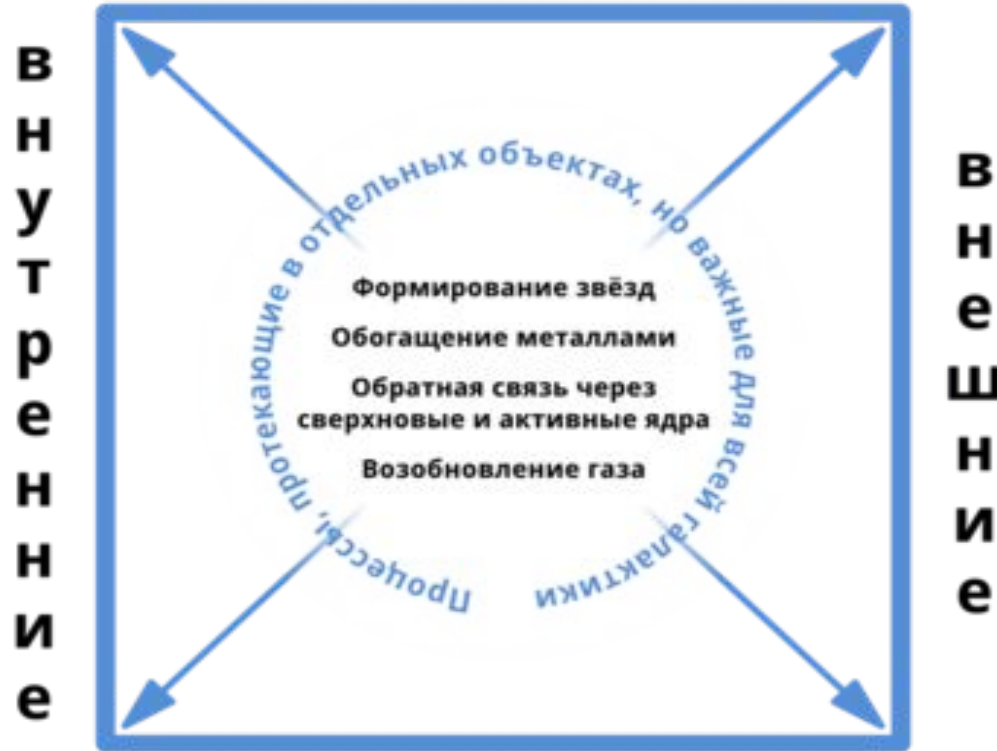 внутренние
Процессы, протекающие в отдельных объектах, но важные для всей галактики
Формирование звёзд
Обогащение металлами
Обратная связь через
сверхновые и активные ядра
Возобновление газа
внешние